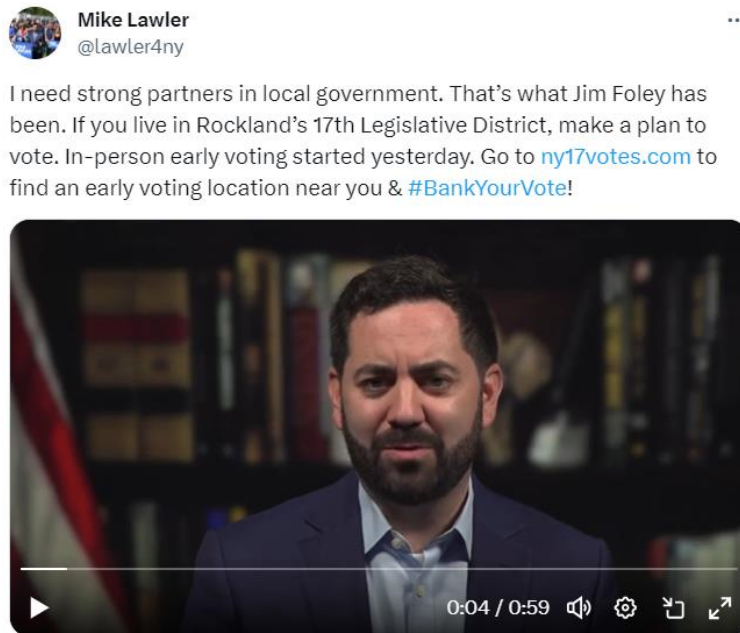 Mike Lawler
@lawler4ny
I need strong partners in local government. That’s what Jim Foley has
been. If you live in Rockland’s 17th Legislative District, make a plan to
vote. In-person early voting started yesterday. Go to ny17votes.com to
find an early voting location near you & #BankYourVote!
0:04 / 0:59